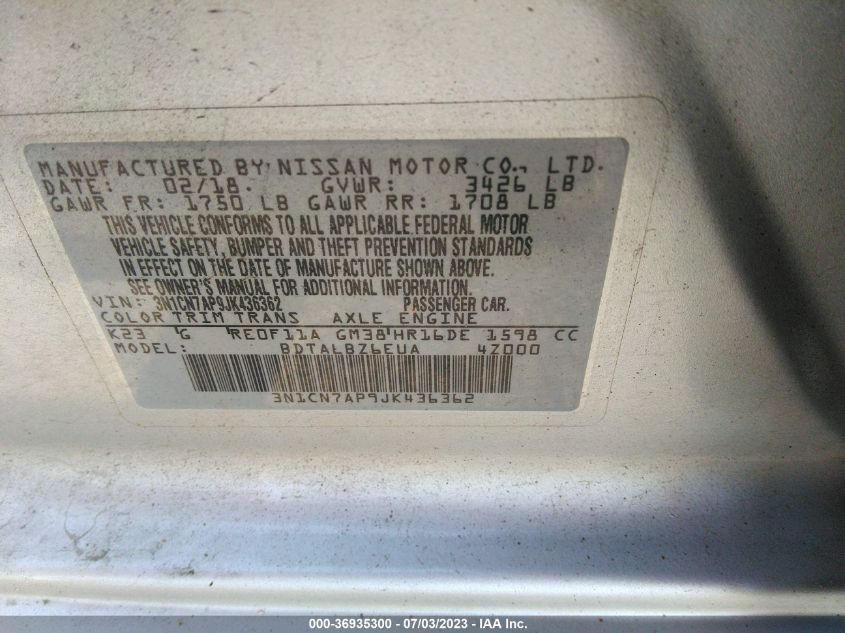 MANUFACTURED BY NISSAN MOTOR CO., LTD.
DATE: 02/18. GVWR: 3426 LB
GAWR FR: 1750 LB GAWR RR: 1708 LB
THIS VEHICLE CONFORMS TO ALL APPLICABLE FEDERAL MOTOR
VEHICLE SAFETY, BUMPER AND THEFT PREVENTION STANDARDS
IN EFFECT ON THE DATE OF MANUFACTURE SHOWN ABOVE.
SEE OWNER'S MANUAL FOR ADDITIONAL INFORMATION.
VIN: 3N1CN7AP9JK436362 PASSENGER CAR.
COLOR TRIM TRANS AXLE ENGINE
K23 G RE0F11A GM38 HR16DE 1598 CC
MODEL: BDTALBZ6EUA 4Z000
3N1CN7AP9JK436362
000-36935300 - 07/03/2023 - IAA Inc.